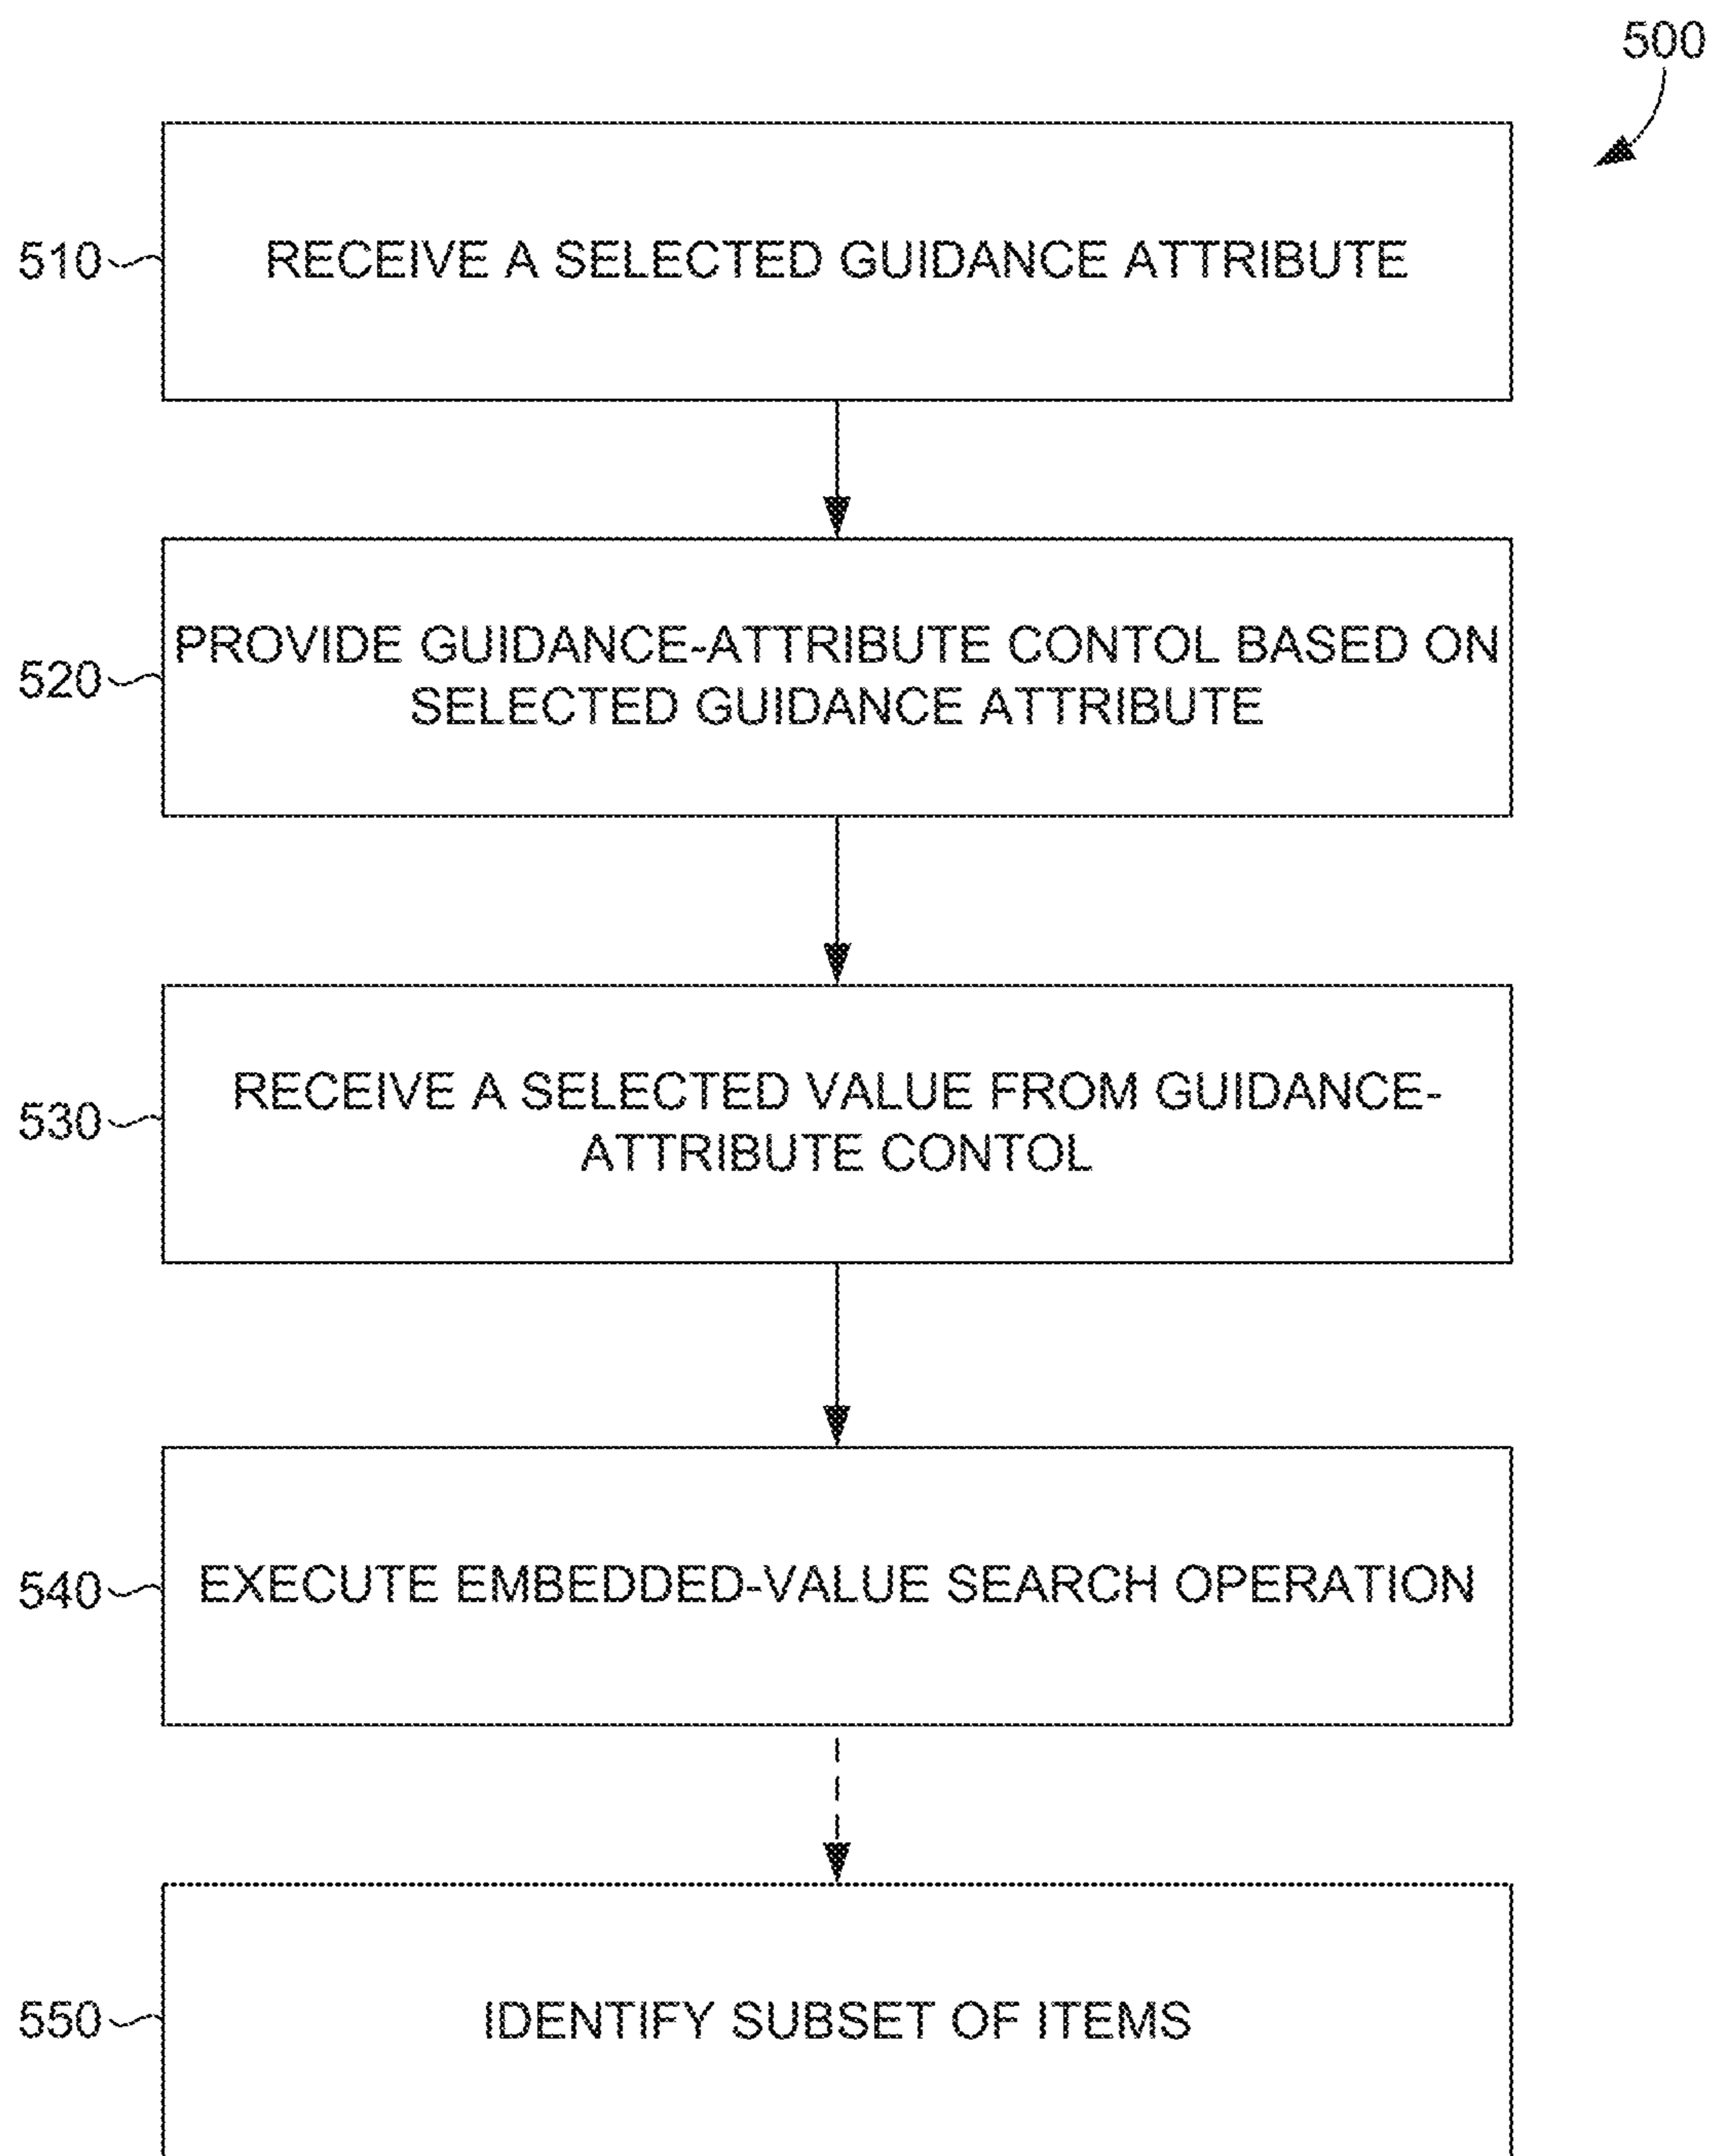 500
510
RECEIVE A SELECTED GUIDANCE ATTRIBUTE
520
PROVIDE GUIDANCE-ATTRIBUTE CONTOL BASED ON
SELECTED GUIDANCE ATTRIBUTE
530
RECEIVE A SELECTED VALUE FROM GUIDANCE-
ATTRIBUTE CONTOL
540
EXECUTE EMBEDDED-VALUE SEARCH OPERATION
550
IDENTIFY SUBSET OF ITEMS